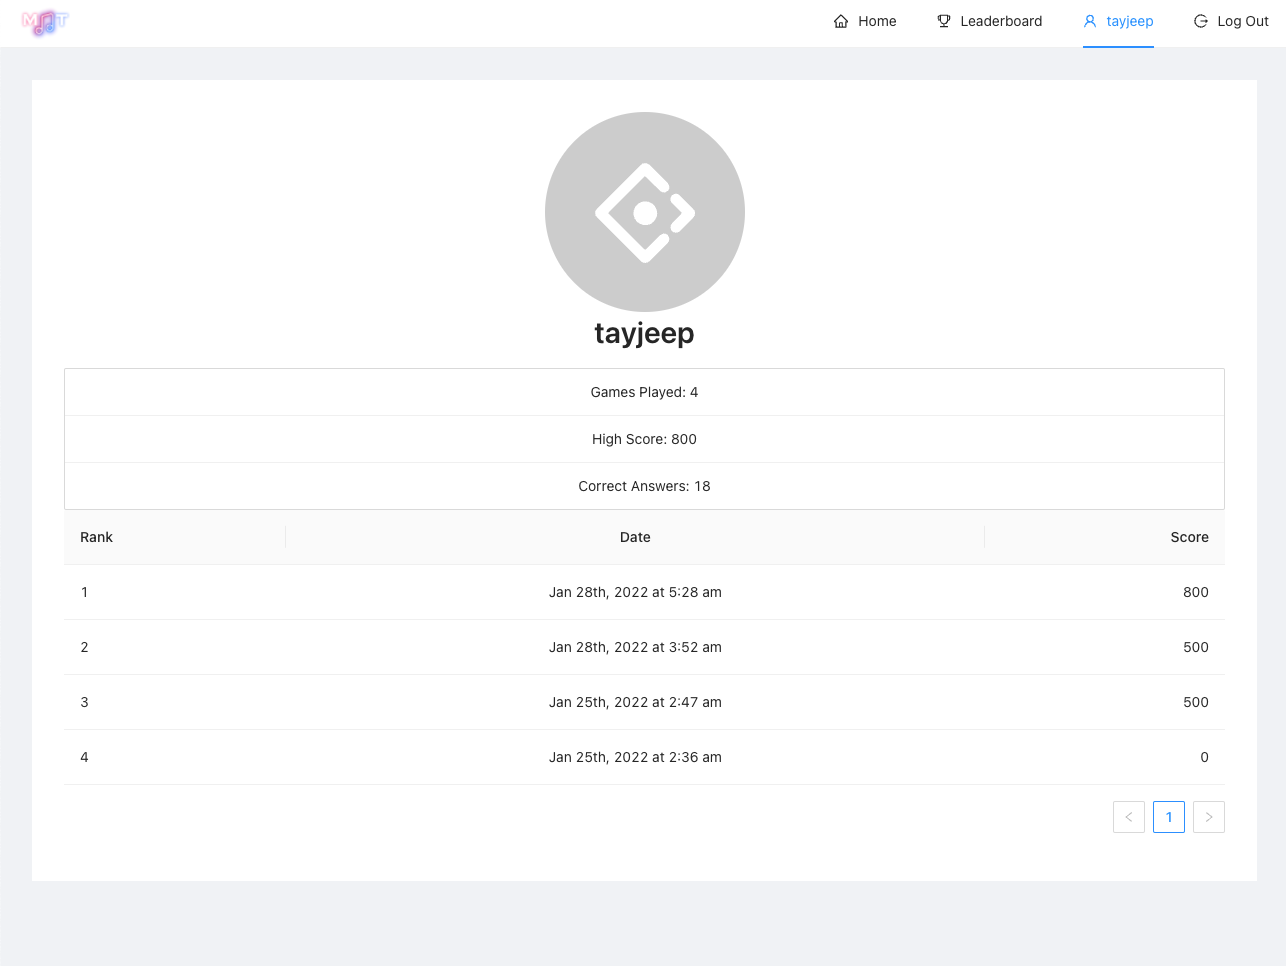 Home Leaderboard tayjeep Log Out
tayjeep
Games Played: 4
High Score: 800
Correct Answers: 18
Rank Date Score
1 Jan 28th, 2022 at 5:28 am 800
2 Jan 28th, 2022 at 3:52 am 500
3 Jan 25th, 2022 at 2:47 am 500
4 Jan 25th, 2022 at 2:36 am 0
< 1 >